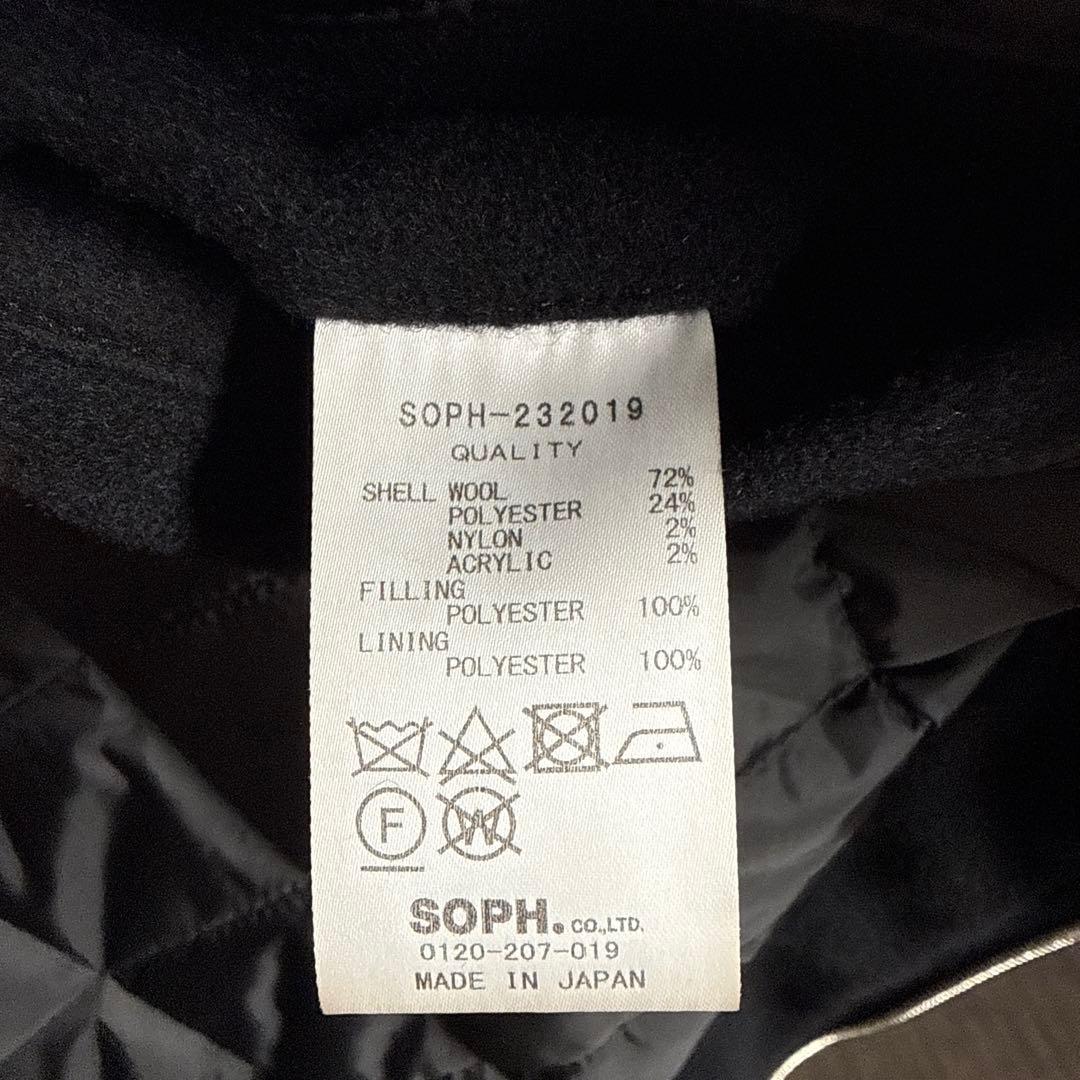 SOPH-232019
QUALITY
SHELL WOOL 72%
POLYESTER 24%
NYLON 2%
ACRYLIC 2%
FILLING
POLYESTER 100%
LINING
POLYESTER 100%
F W
SOPH. CO.,LTD.
0120-207-019
MADE IN JAPAN